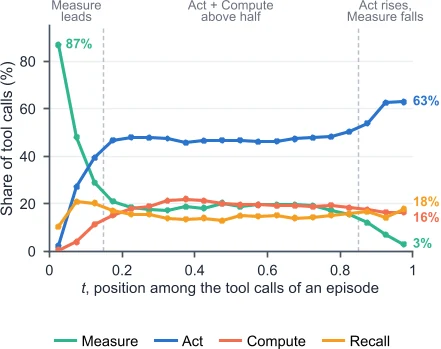 Measure
leads
Act + Compute
above half
Act rises,
Measure falls
87%
63%
18%
16%
3%
Share of tool calls (%)
80
60
40
20
0
0
0.2
0.4
0.6
0.8
1
t, position among the tool calls of an episode
Measure
Act
Compute
Recall